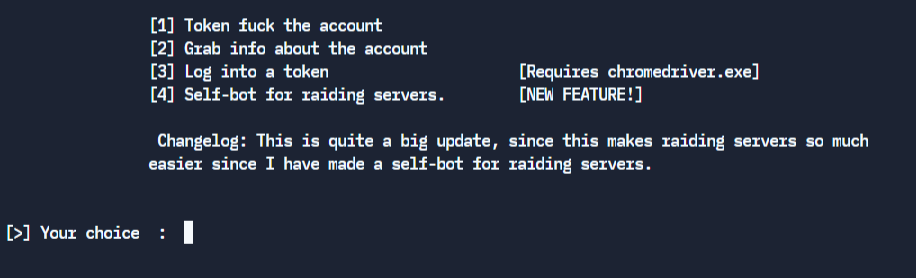 [1] Token fuck the account
[2] Grab info about the account
[3] Log into a token [Requires chromedriver.exe]
[4] Self-bot for raiding servers. [NEW FEATURE!]
Changelog: This is quite a big update, since this makes raiding servers so much
easier since I have made a self-bot for raiding servers.
[>] Your choice :